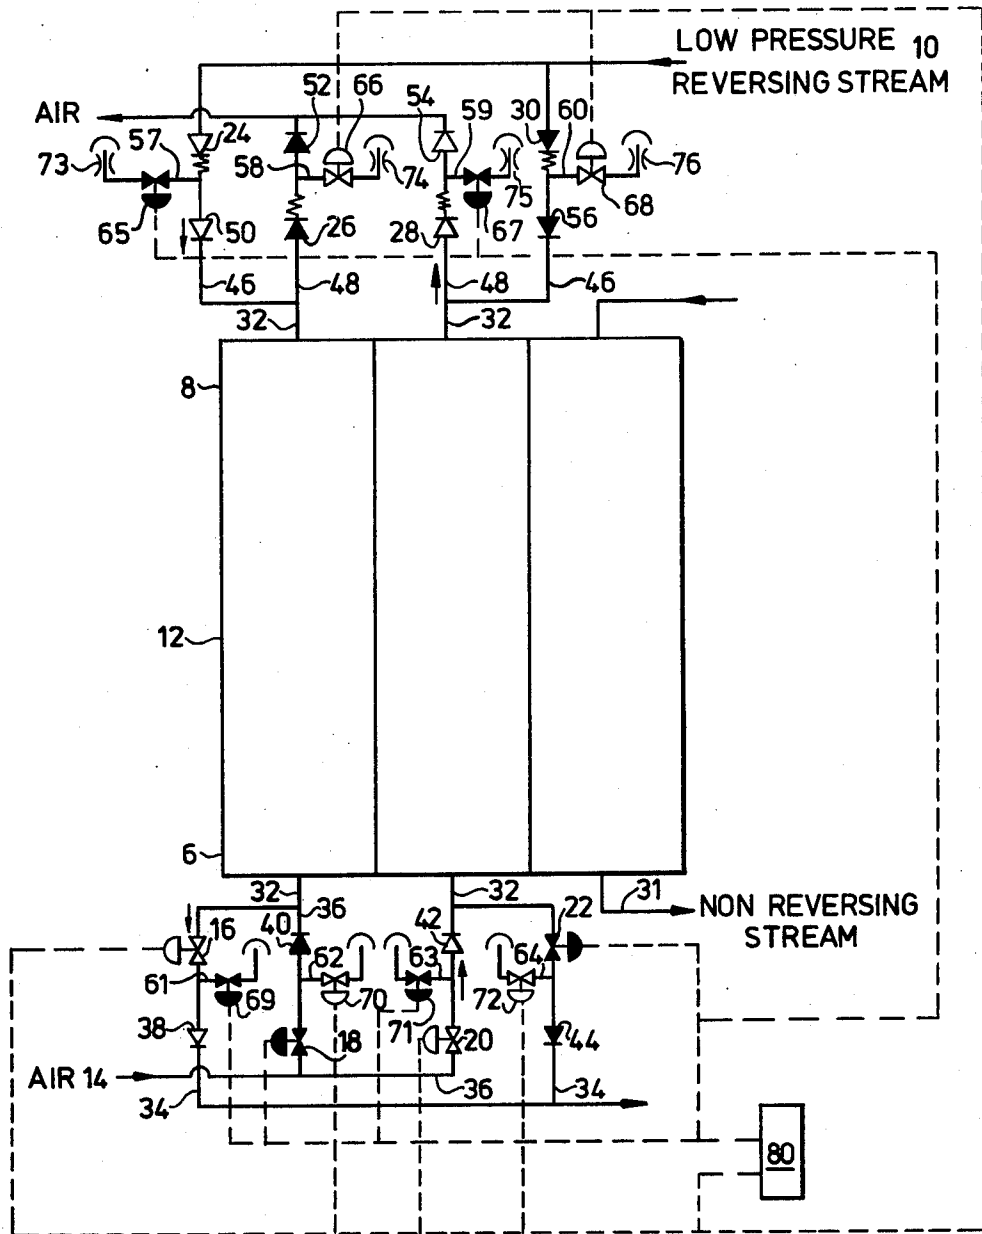 LOW PRESSURE 10
REVERSING STREAM
AIR
52 66 54 59 30 60
73 57 24 58 74 75 68 76
65 50 26 28 67 56
46 48 48 46
32 32
8
12
6
32 36 32 31
NON REVERSING
STREAM
16 40 42 22
61 62 63 64
69 70 71 72
38 18 20 44
AIR 14
36
34 34
80